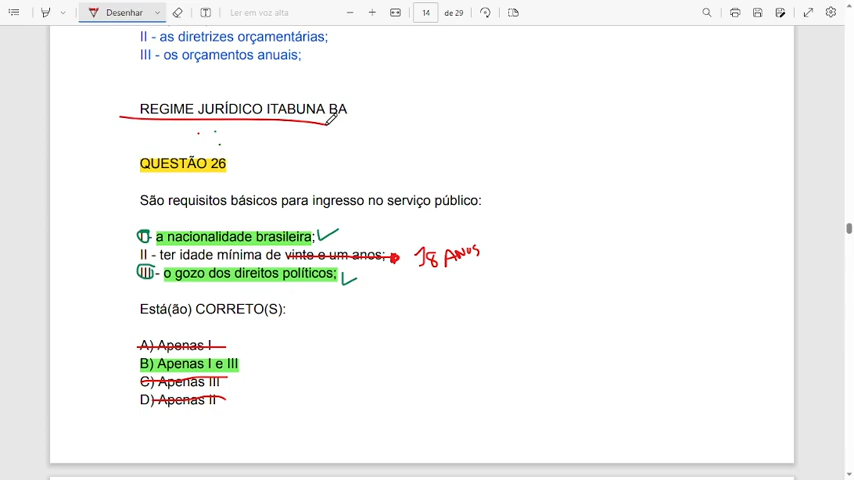 Desenhar
Ler em voz alta
14 de 29
II - as diretrizes orçamentárias;
III - os orçamentos anuais;
REGIME JURÍDICO ITABUNA BA
QUESTÃO 26
São requisitos básicos para ingresso no serviço público:
I - a nacionalidade brasileira;
II - ter idade mínima de vinte e um anos; 18 ANOS
III - o gozo dos direitos políticos;
Está(ão) CORRETO(S):
A) Apenas I
B) Apenas I e III
C) Apenas III
D) Apenas II